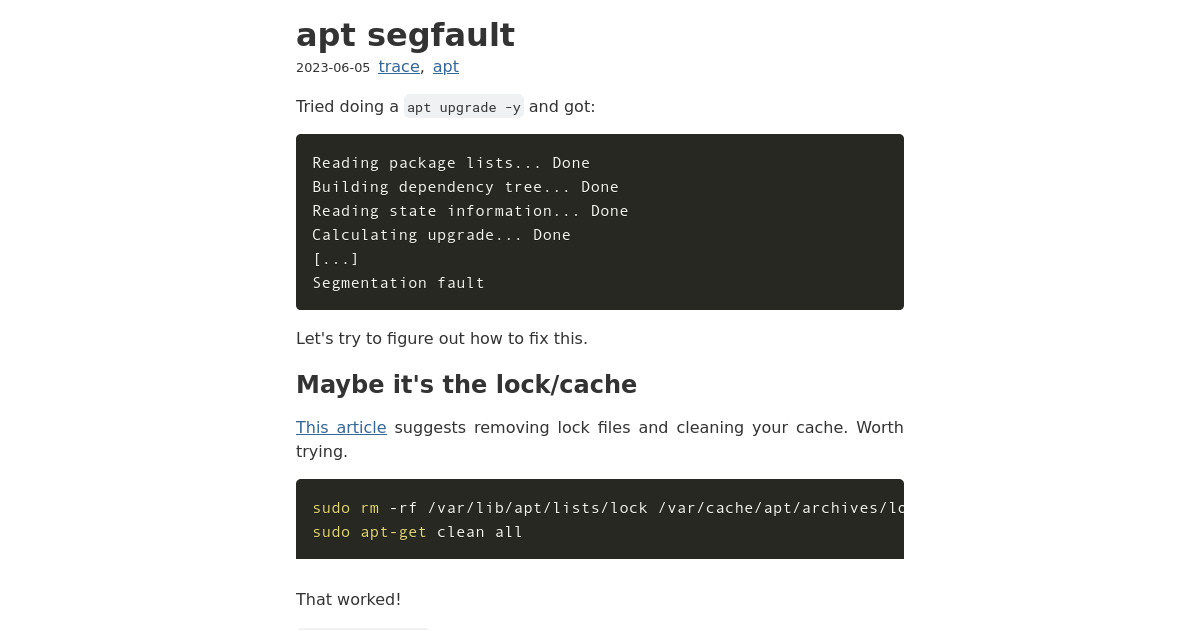 apt segfault
2023-06-05 trace, apt
Tried doing a apt upgrade -y and got:
Reading package lists... Done
Building dependency tree... Done
Reading state information... Done
Calculating upgrade... Done
[...]
Segmentation fault
Let's try to figure out how to fix this.
Maybe it's the lock/cache
This article suggests removing lock files and cleaning your cache. Worth
trying.
sudo rm -rf /var/lib/apt/lists/lock /var/cache/apt/archives/lo
sudo apt-get clean all
That worked!